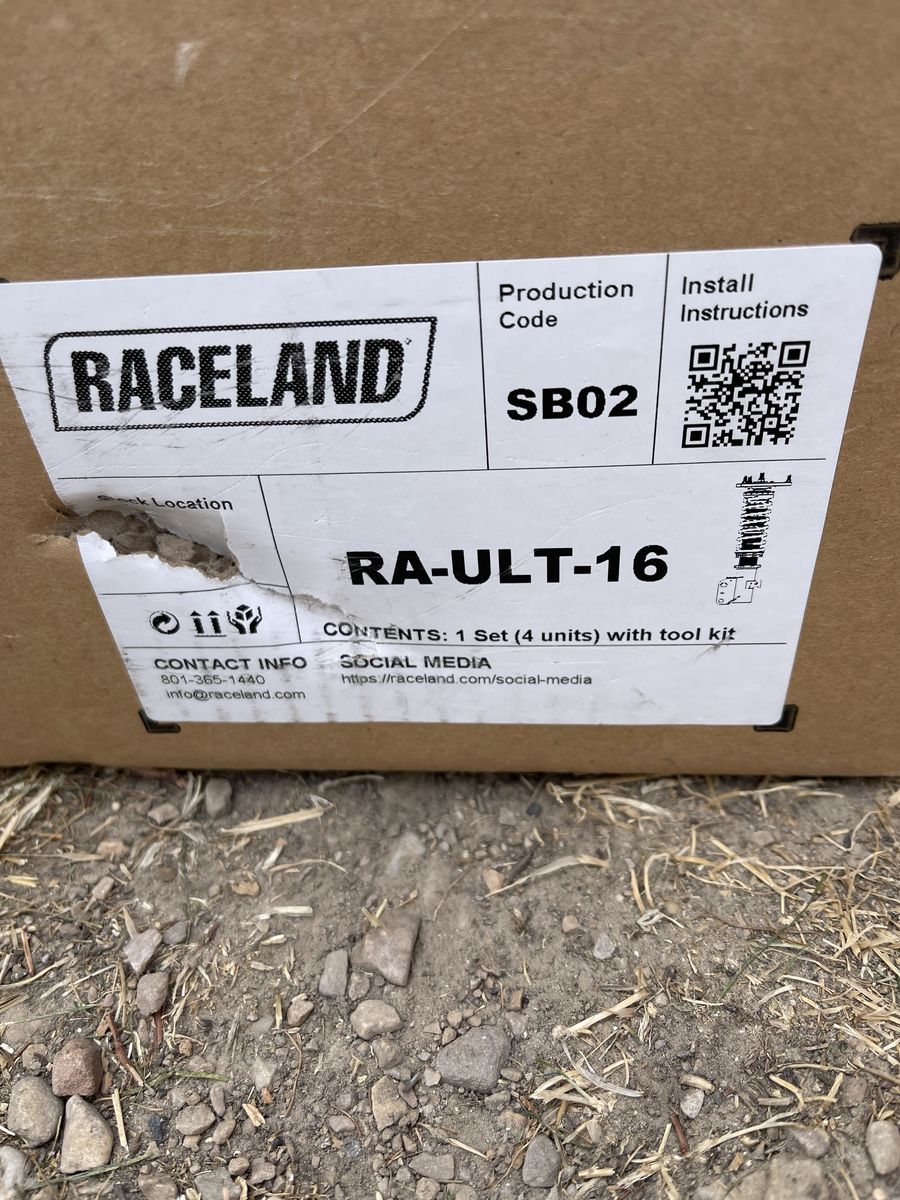 RACELAND
Production
Code
SB02
Install
Instructions
Location
RA-ULT-16
CONTENTS: 1 Set (4 units) with tool kit
CONTACT INFO
801-365-1440
info@raceland.com
SOCIAL MEDIA
https://raceland.com/social-media